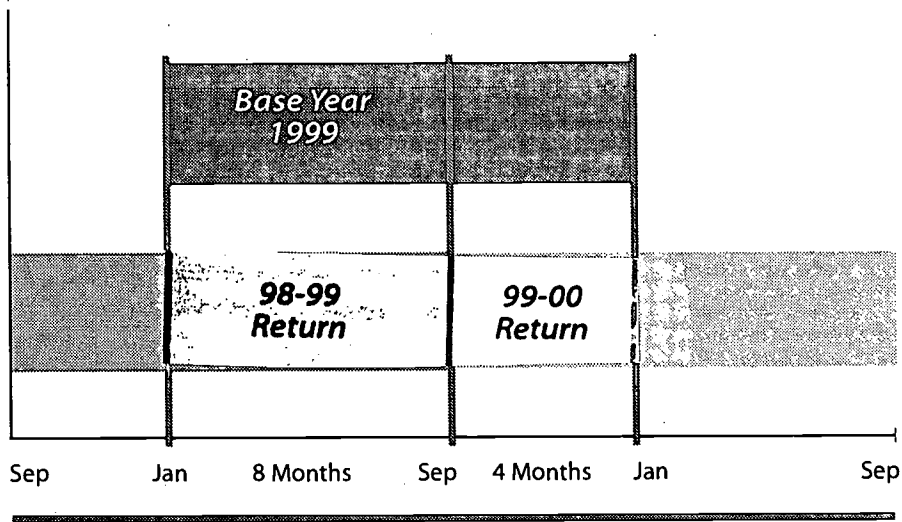 Base Year
1999
98-99
Return
99-00
Return
Sep Jan 8 Months Sep 4 Months Jan Sep